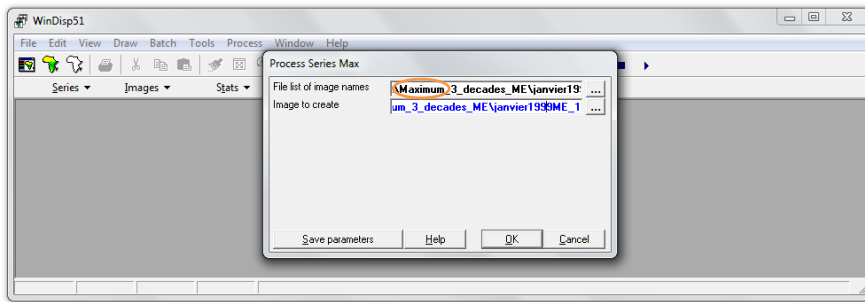 WinDisp51
File Edit View Draw Batch Tools Process Window Help
Process Series Max
Series Images Stats
File list of image names \Maximum_3_decades_ME\janvier19 ...
Image to create um_3_decades_ME\janvier1999ME_1 ...
Save parameters Help OK Cancel